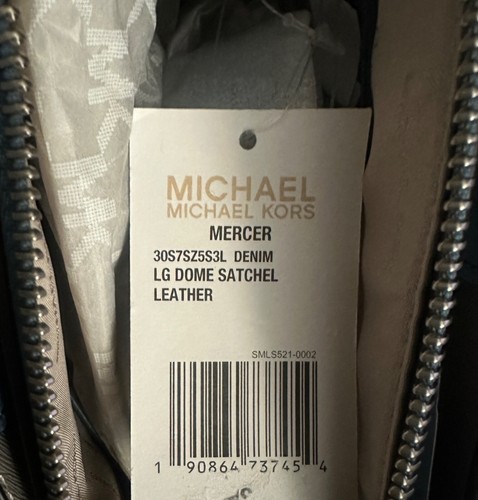 MICHAEL
MICHAEL KORS
MERCER
30S7SZ5S3L DENIM
LG DOME SATCHEL
LEATHER
SMLS521-0002
1 90864 73745 4